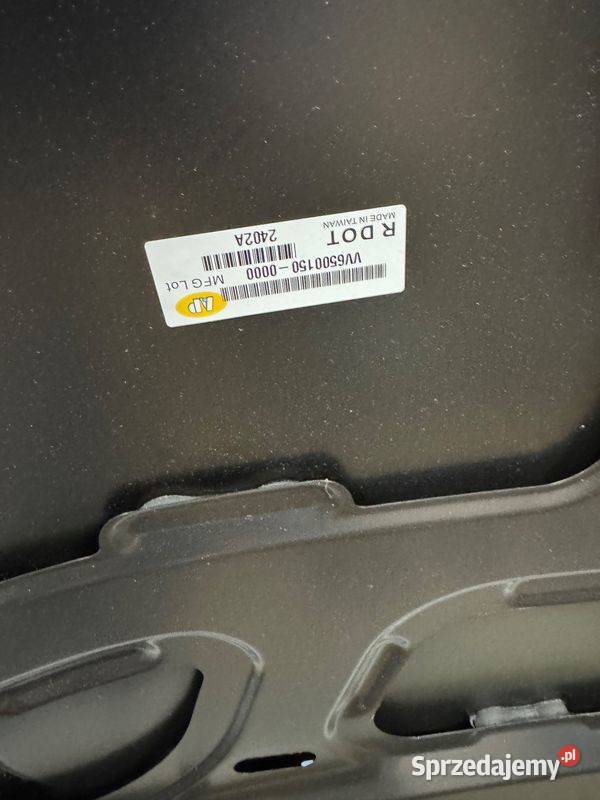 R DOT
MADE IN TAIWAN
VV6500150-0000
2402A
MFG Lot
AP
Sprzedajemy.pl